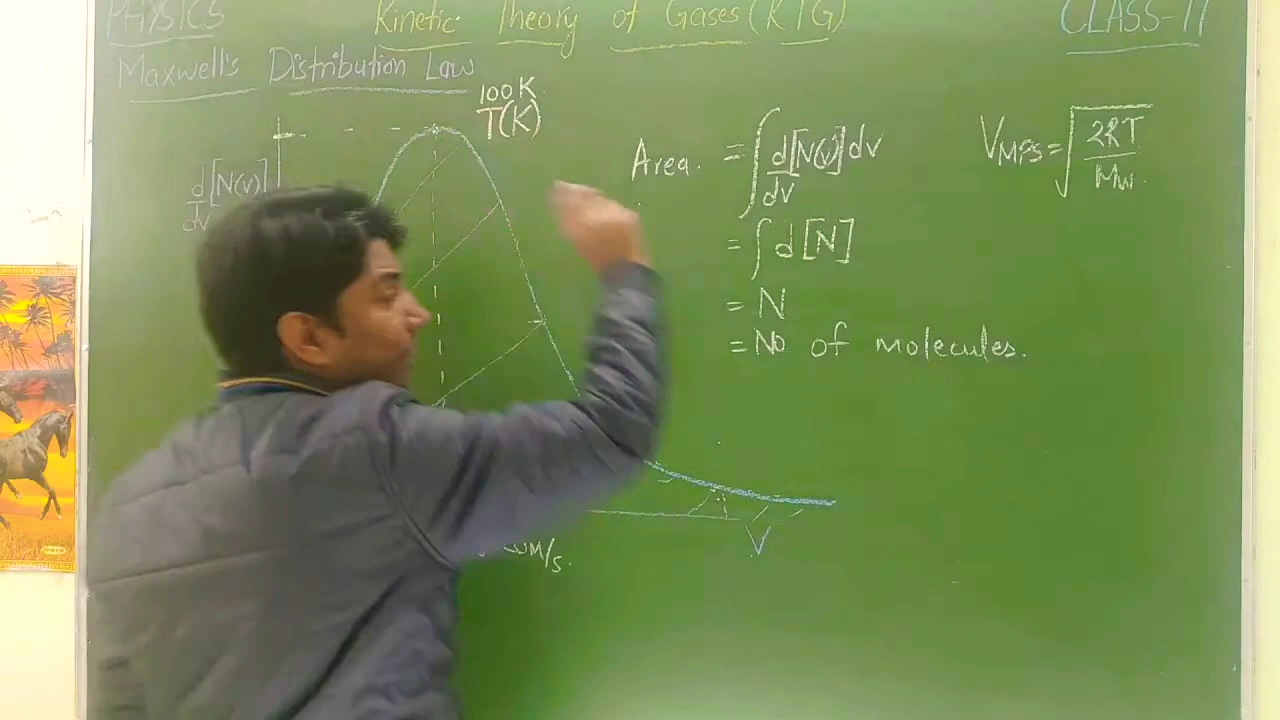 PHYSICS
Kinetic Theory of Gases (KTG)
CLASS-11
Maxwell's Distribution Law
100K
T(K)
d/dv [N(v)]
Area. = ∫ d[N(v)]/dv dv
= ∫ d[N]
= N
= No of molecules.
V_MPS = √(2RT/Mw.)
M/s.
V